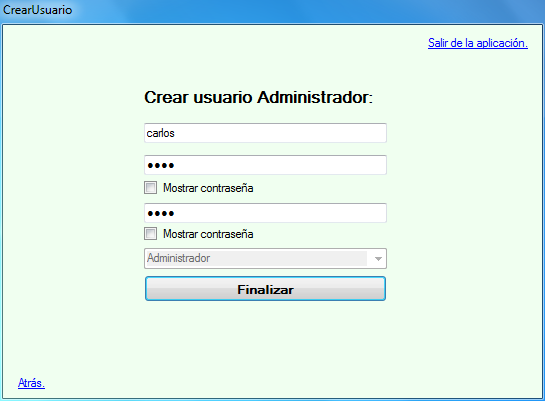 CrearUsuario
Salir de la aplicación.
Crear usuario Administrador:
carlos
••••
Mostrar contraseña
••••
Mostrar contraseña
Administrador
Finalizar
Atrás.